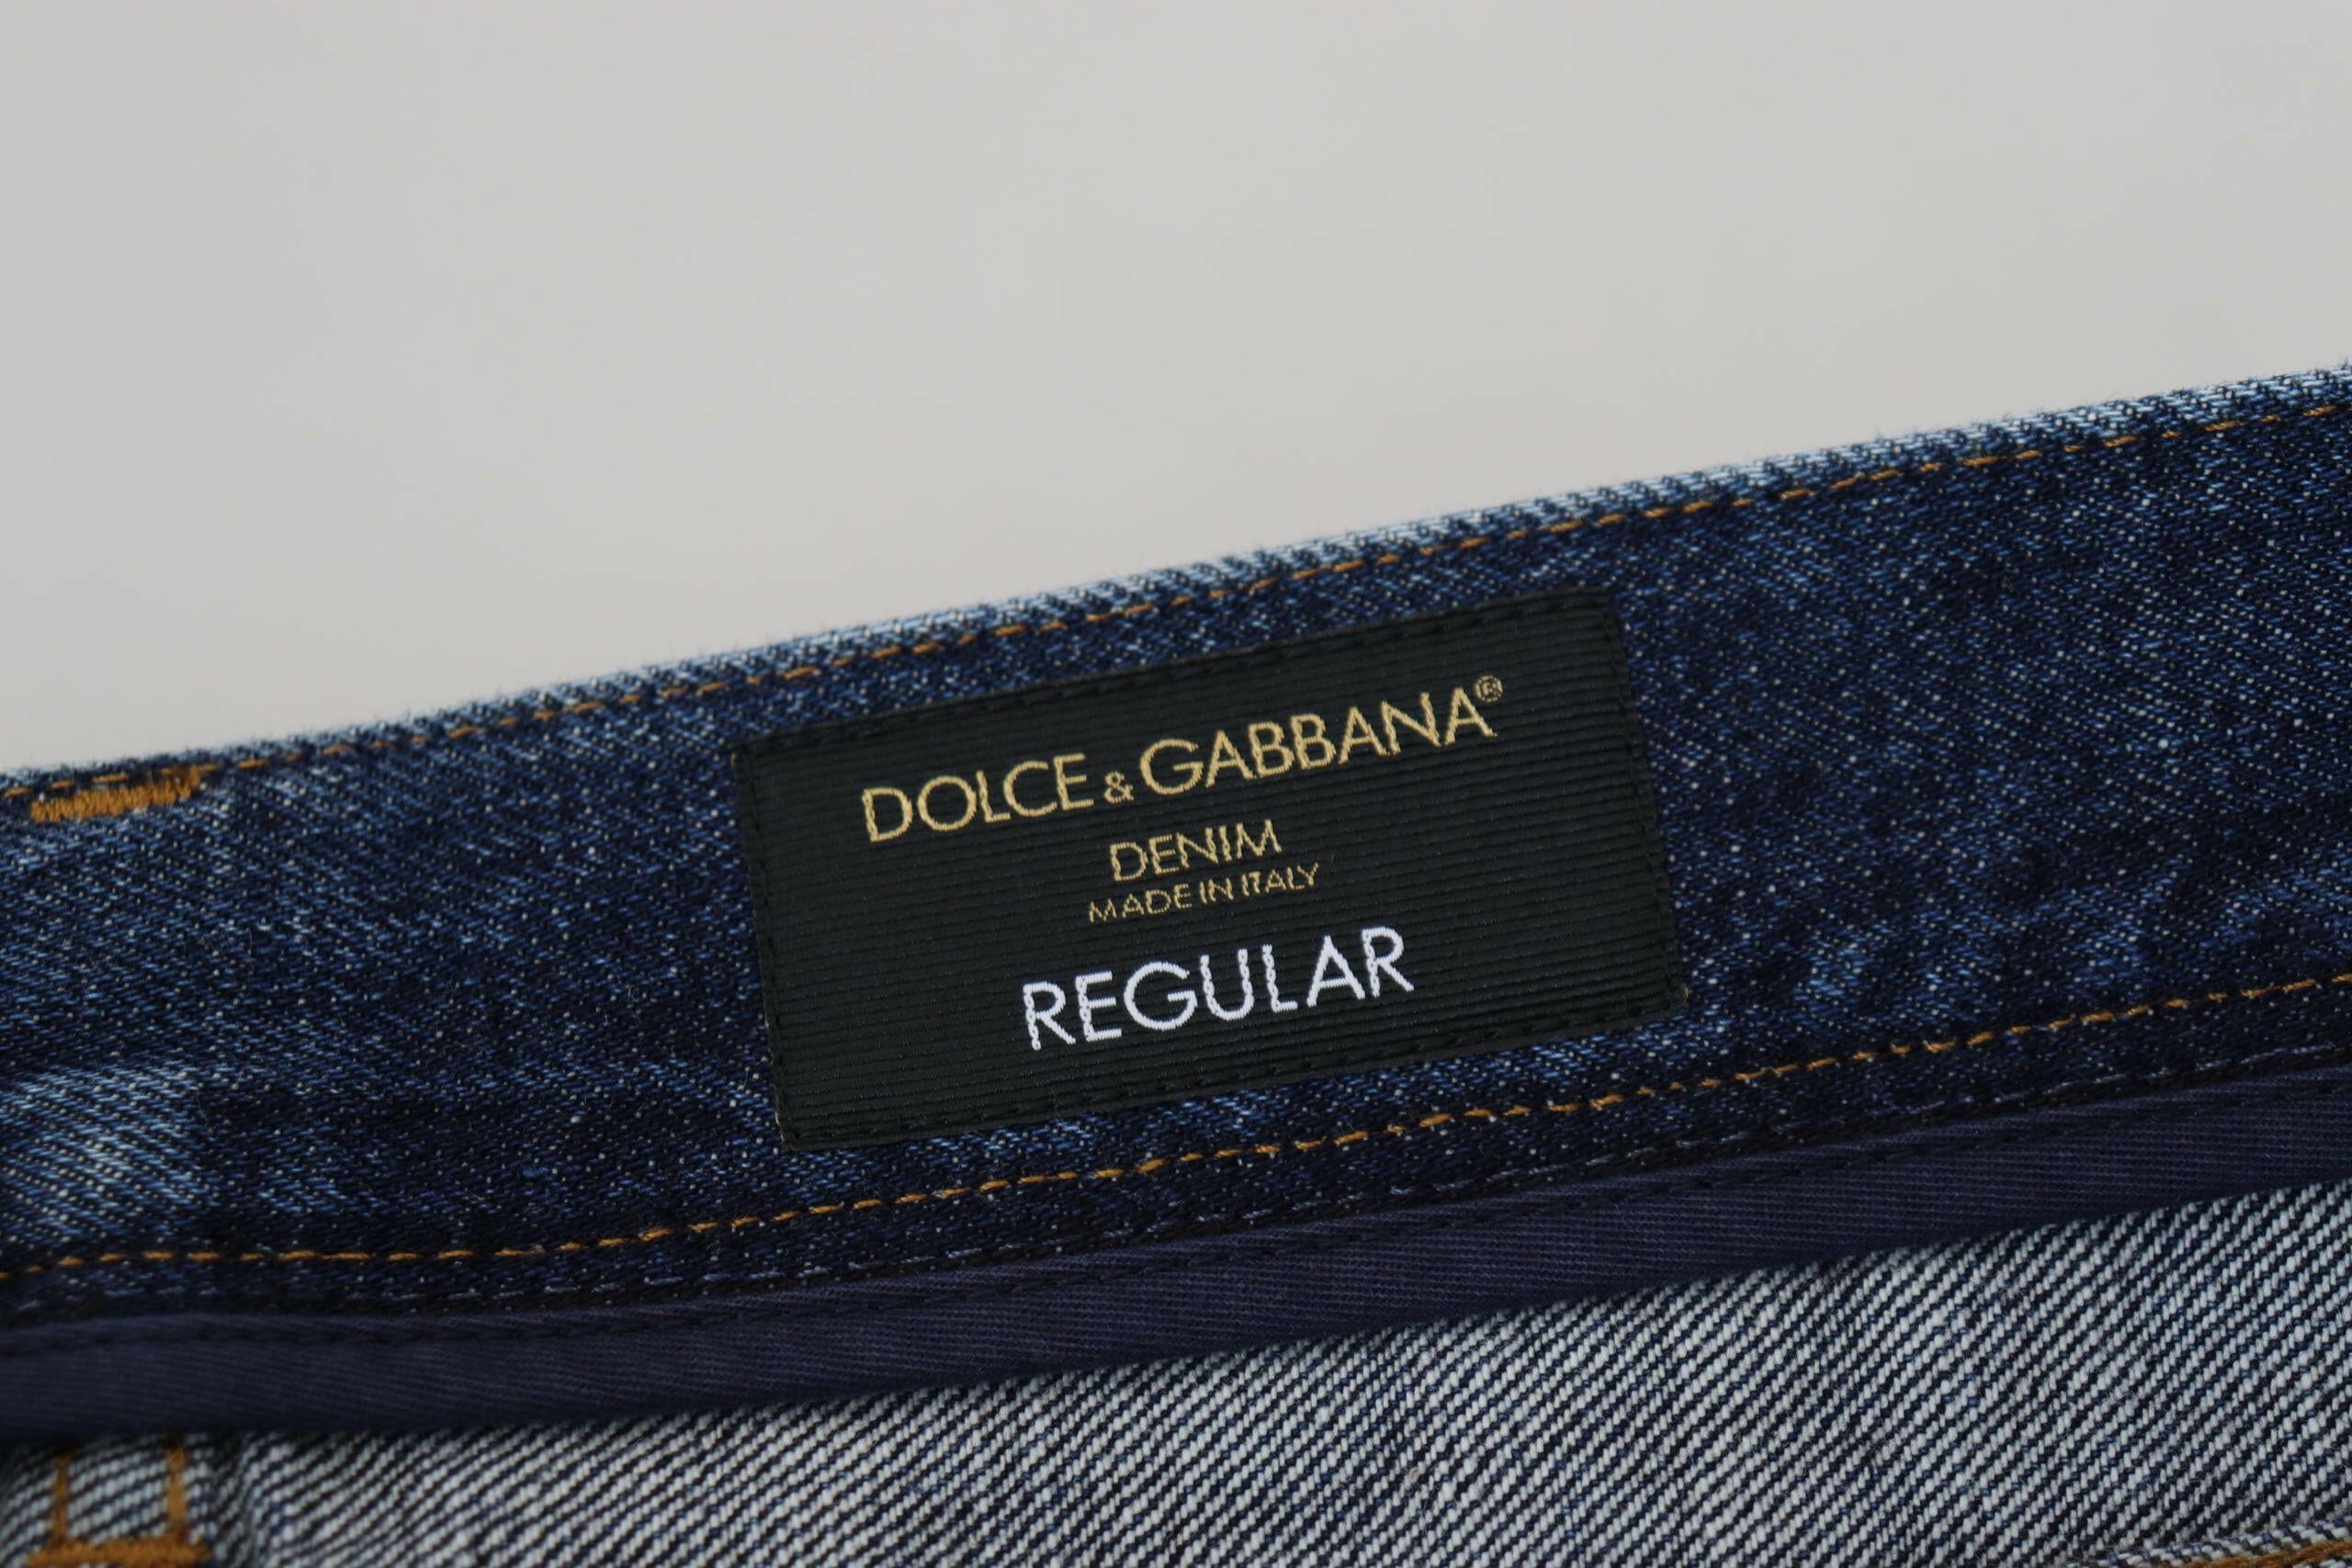 DOLCE & GABBANA®
DENIM
MADE IN ITALY
REGULAR